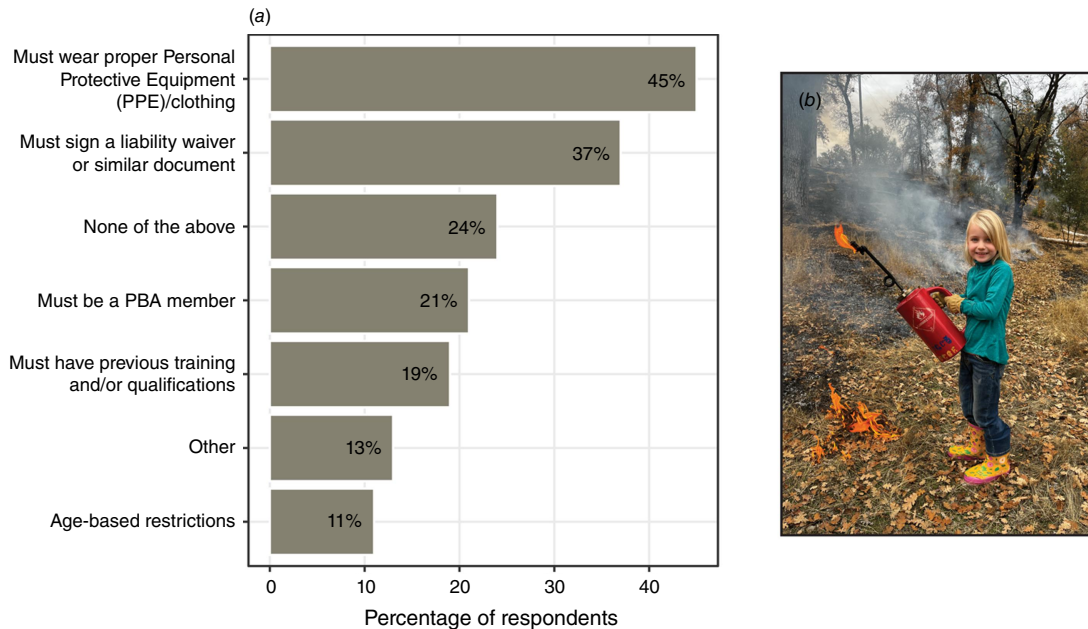 (a)
Must wear proper Personal
Protective Equipment
(PPE)/clothing
45%
Must sign a liability waiver
or similar document
37%
None of the above
24%
Must be a PBA member
21%
Must have previous training
and/or qualifications
19%
Other
13%
Age-based restrictions
11%
0 10 20 30 40
Percentage of respondents
(b)